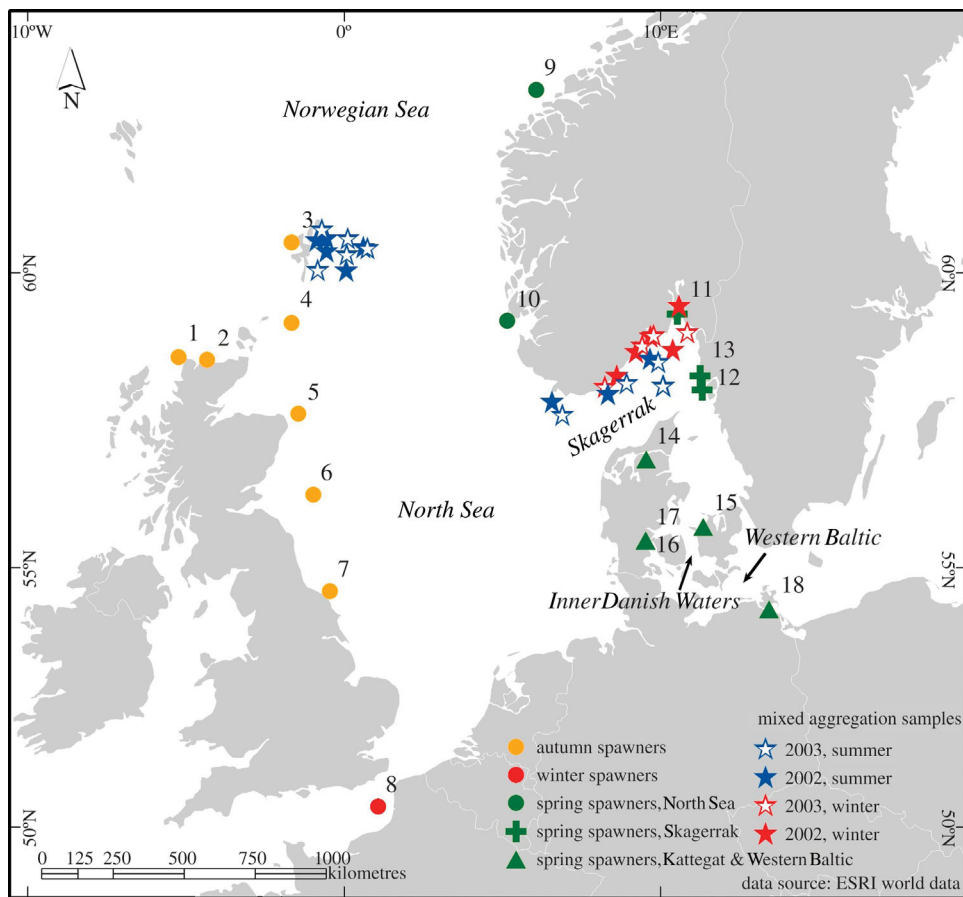 10ºW
0º
10ºE
N
Norwegian Sea
9
3
60ºN
60ºN
4
10
11
1
2
13
12
5
Skagerrak
14
6
North Sea
17
15
16
Western Baltic
7
55ºN
55ºN
InnerDanish Waters
18
8
50ºN
50ºN
mixed aggregation samples
autumn spawners
winter spawners
spring spawners, North Sea
spring spawners, Skagerrak
spring spawners, Kattegat & Western Baltic
2003, summer
2002, summer
2003, winter
2002, winter
0 125 250 500 750 1000
kilometres
data source: ESRI world data